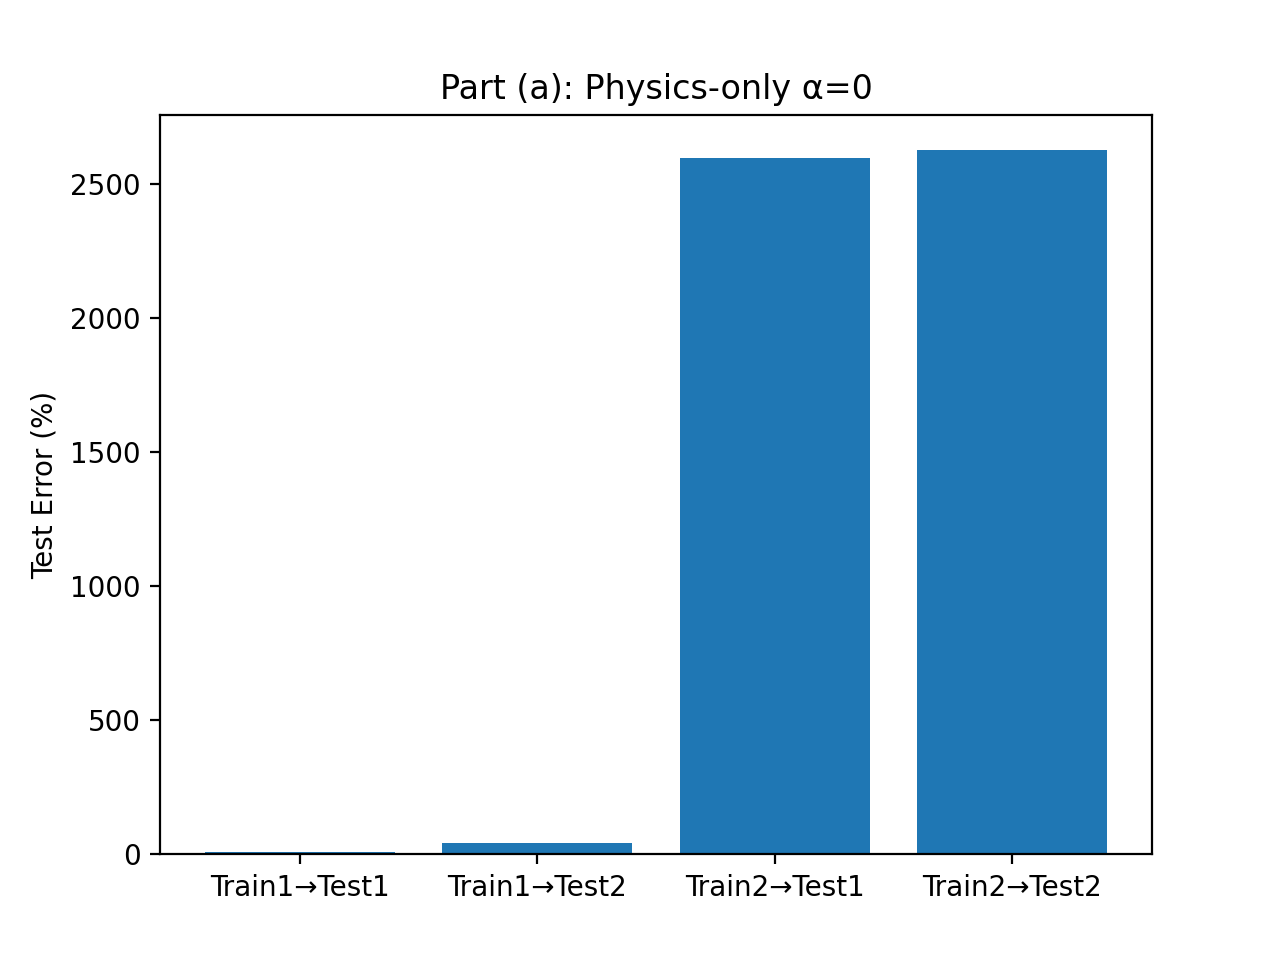 Part (a): Physics-only α=0
Test Error (%)
2500
2000
1500
1000
500
0
Train1→Test1
Train1→Test2
Train2→Test1
Train2→Test2